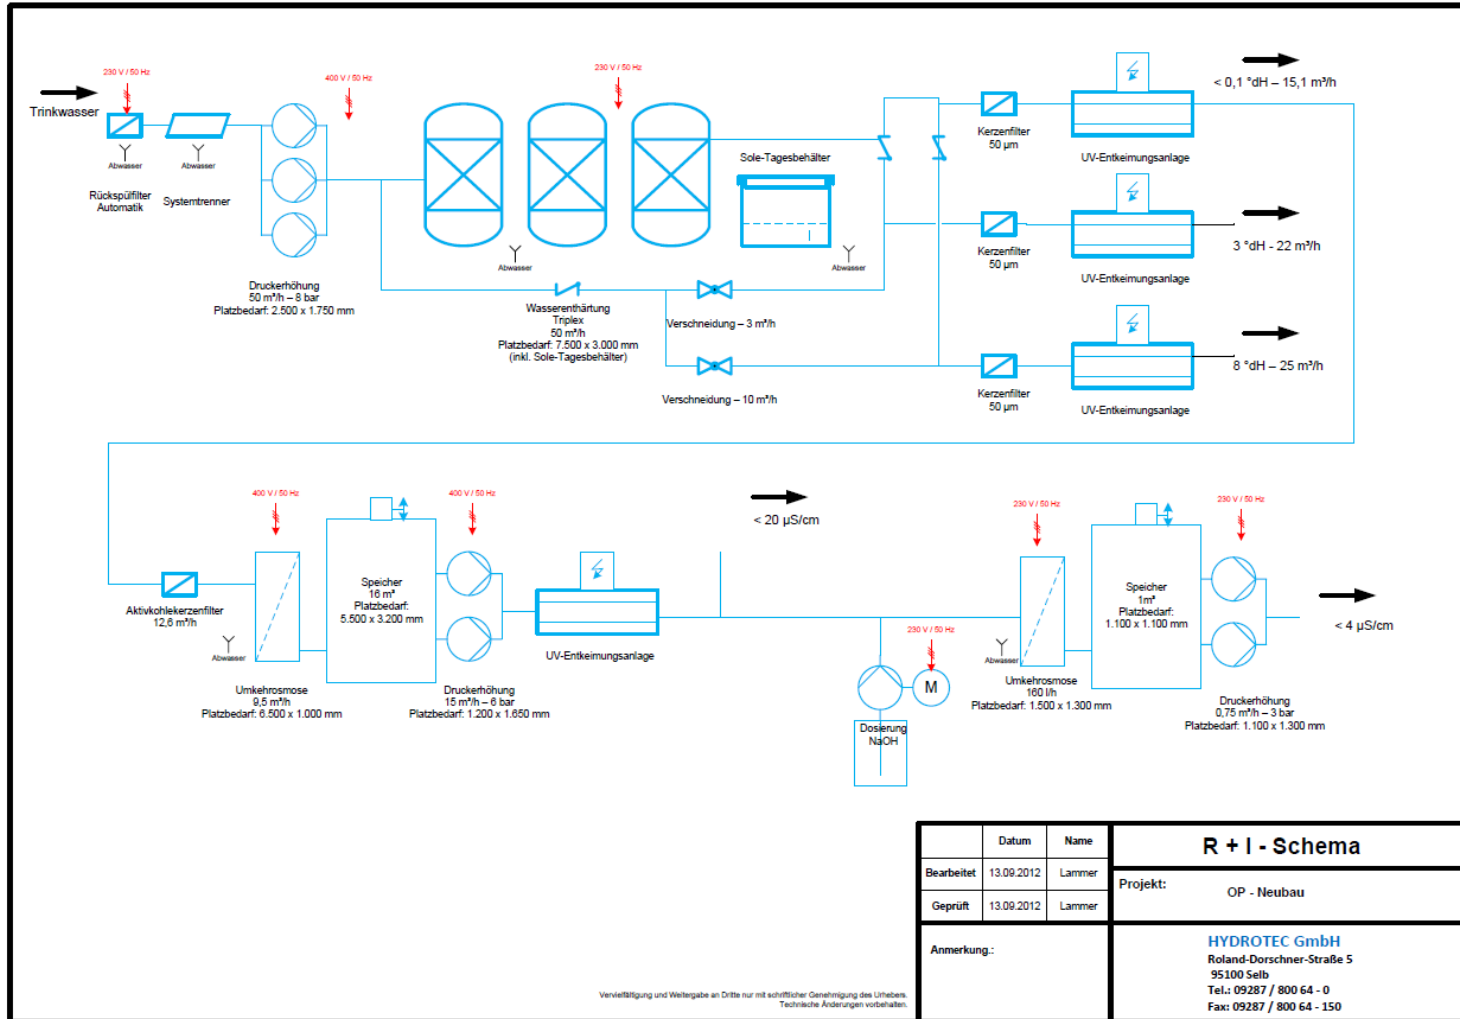 230 V / 50 Hz
400 V / 50 Hz
230 V / 50 Hz
Trinkwasser
Abwasser
Abwasser
Rückspülfilter
Automatik
Systemtrenner
Druckerhöhung
50 m³/h – 8 bar
Platzbedarf: 2.500 x 1.750 mm
Abwasser
Wasserenthärtung
Triplex
50 m³/h
Platzbedarf: 7.500 x 3.000 mm
(inkl. Sole-Tagesbehälter)
Sole-Tagesbehälter
Abwasser
Verschneidung – 3 m³/h
Verschneidung – 10 m³/h
Kerzenfilter
50 µm
UV-Entkeimungsanlage
< 0,1 °dH – 15,1 m³/h
Kerzenfilter
50 µm
UV-Entkeimungsanlage
3 °dH - 22 m³/h
Kerzenfilter
50 µm
UV-Entkeimungsanlage
8 °dH – 25 m³/h
400 V / 50 Hz
400 V / 50 Hz
Aktivkohlekerzenfilter
12,6 m³/h
Abwasser
Umkehrosmose
9,5 m³/h
Platzbedarf: 6.500 x 1.000 mm
Speicher
16 m³
Platzbedarf:
5.500 x 3.200 mm
Druckerhöhung
15 m³/h – 6 bar
Platzbedarf: 1.200 x 1.650 mm
UV-Entkeimungsanlage
< 20 µS/cm
230 V / 50 Hz
M
Dosierung
NaOH
230 V / 50 Hz
230 V / 50 Hz
Abwasser
Umkehrosmose
160 l/h
Platzbedarf: 1.500 x 1.300 mm
Speicher
1m³
Platzbedarf:
1.100 x 1.100 mm
Druckerhöhung
0,75 m³/h – 3 bar
Platzbedarf: 1.100 x 1.300 mm
< 4 µS/cm
Datum Name
Bearbeitet 13.09.2012 Lammer
Geprüft 13.09.2012 Lammer
Anmerkung.:
R + I - Schema
Projekt: OP - Neubau
HYDROTEC GmbH
Roland-Dorschner-Straße 5
95100 Selb
Tel.: 09287 / 800 64 - 0
Fax: 09287 / 800 64 - 150
Vervielfältigung und Weitergabe an Dritte nur mit schriftlicher Genehmigung des Urhebers.
Technische Änderungen vorbehalten.